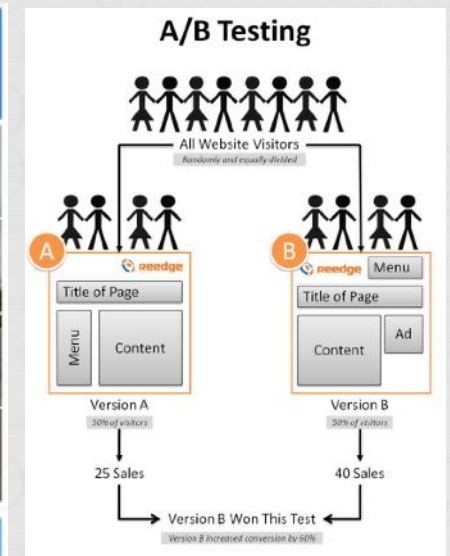 A/B Testing
All Website Visitors
Randomly and equally divided
A
reedge
Title of Page
Menu
Content
Version A
50% of visitors
25 Sales
B
reedge
Menu
Title of Page
Content
Ad
Version B
50% of visitors
40 Sales
Version B Won This Test
Version B increased conversion by 60%